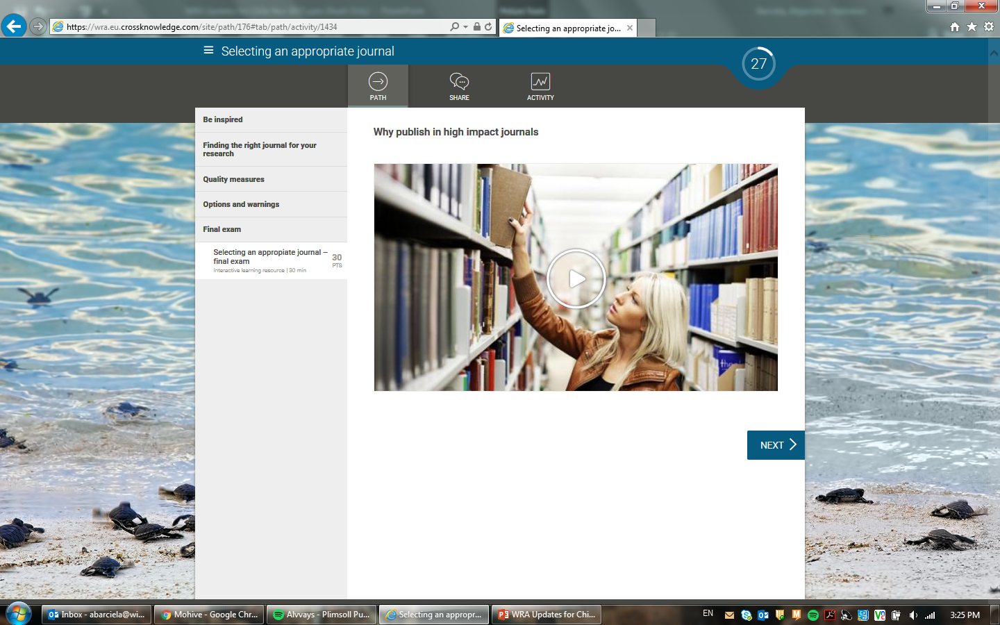 https://wra.eu.crossknowledge.com/site/path/176#tab/path/activity/1434
Selecting an appropriate jo...
Selecting an appropriate journal
27
PATH
SHARE
ACTIVITY
Be inspired
Finding the right journal for your
research
Quality measures
Options and warnings
Final exam
Selecting an appropiate journal –
final exam
30
PTS
Interactive learning resource | 30 min
Why publish in high impact journals
NEXT
Inbox - abarciela@wi...
Mohive - Google Chr...
Alvvays - Plimsoll Pu...
Selecting an appropr...
WRA Updates for Chi...
EN
3:25 PM